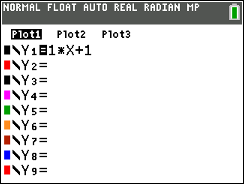 NORMAL FLOAT AUTO REAL RADIAN MP
Plot1 Plot2 Plot3
\Y₁=1*X+1
\Y₂=
\Y₃=
\Y₄=
\Y₅=
\Y₆=
\Y₇=
\Y₈=
\Y₉=